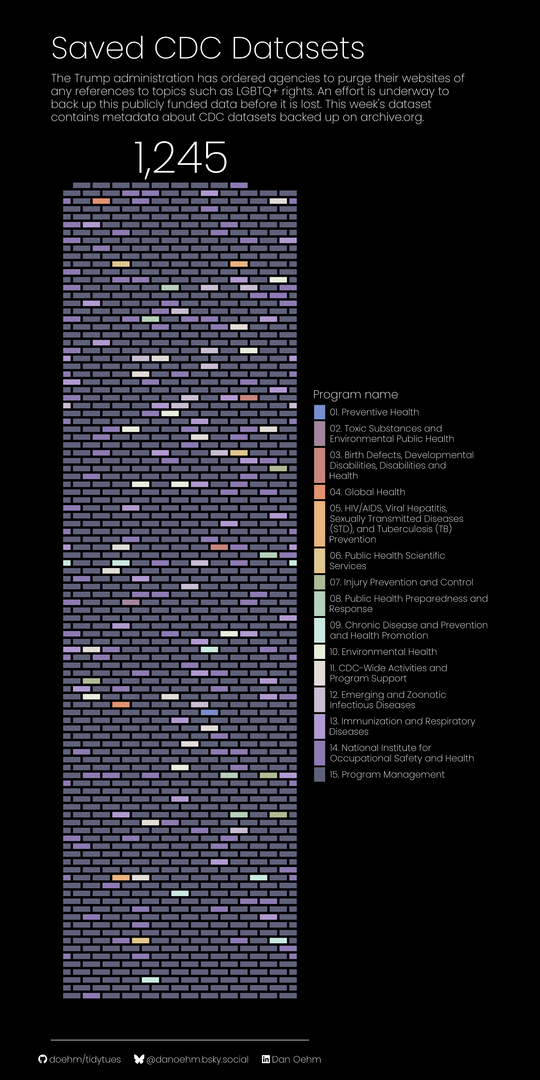 Saved CDC Datasets
The Trump administration has ordered agencies to purge their websites of
any references to topics such as LGBTQ+ rights. An effort is underway to
back up this publicly funded data before it is lost. This week's dataset
contains metadata about CDC datasets backed up on archive.org.
1,245
Program name
01. Preventive Health
02. Toxic Substances and
Environmental Public Health
03. Birth Defects, Developmental
Disabilities, Disabilities and
Health
04. Global Health
05. HIV/AIDS, Viral Hepatitis,
Sexually Transmitted Diseases
(STD), and Tuberculosis (TB)
Prevention
06. Public Health Scientific
Services
07. Injury Prevention and Control
08. Public Health Preparedness and
Response
09. Chronic Disease and Prevention
and Health Promotion
10. Environmental Health
11. CDC-Wide Activities and
Program Support
12. Emerging and Zoonotic
Infectious Diseases
13. Immunization and Respiratory
Diseases
14. National Institute for
Occupational Safety and Health
15. Program Management
doehm/tidytues @danoehm.bsky.social Dan Oehm